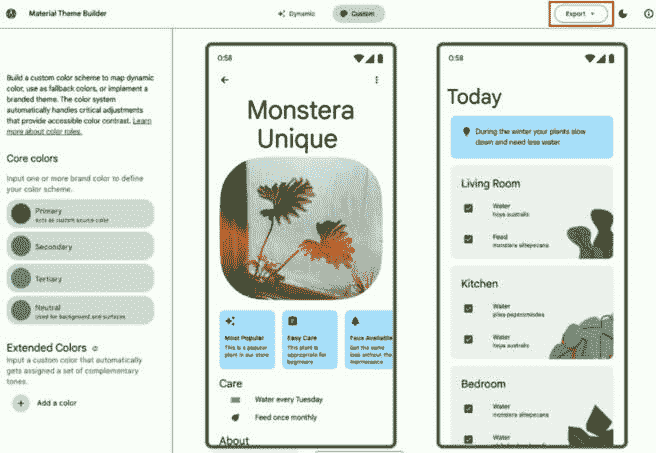 Material Theme Builder
Dynamic
Custom
Export
Build a custom color scheme to map dynamic
color, use as fallback colors, or implement a
branded theme. The color system
automatically handles critical adjustments
that provide accessible color contrast. Learn
more about color roles.
Core colors
Input one or more brand color to define
your color scheme.
Primary
Acts as custom source color
Secondary
Tertiary
Neutral
Used for background and surfaces
Extended Colors
Input a custom color that automatically
gets assigned a set of complementary
tones.
Add a color
0:58
Monstera
Unique
Most Popular
This is a popular
plant in our store
Easy Care
This plant is
appropriate for
beginners
Faux Available
Get the same
look without the
maintenance
Care
Water every Tuesday
Feed once monthly
About
0:58
Today
During the winter your plants slow
down and need less water
Living Room
Water
hoya australis
Feed
monstera siltepecana
Kitchen
Water
pilea peperomiodes
Water
hoya australis
Bedroom
Water
monstera siltepecana
Water